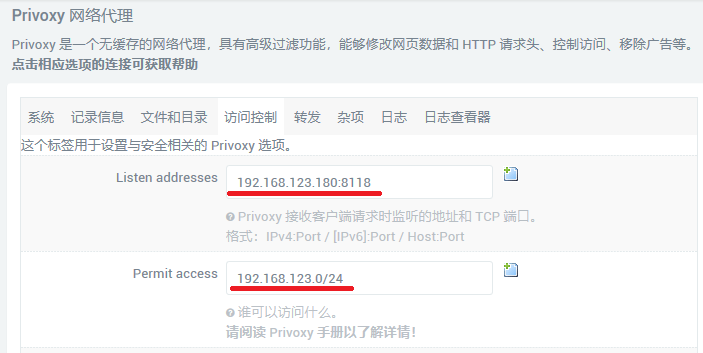 Privoxy 网络代理
Privoxy 是一个无缓存的网络代理，具有高级过滤功能，能够修改网页数据和 HTTP 请求头、控制访问、移除广告等。
点击相应选项的连接可获取帮助
系统 记录信息 文件和目录 访问控制 转发 杂项 日志 日志查看器
这个标签用于设置与安全相关的 Privoxy 选项。
Listen addresses 192.168.123.180:8118
Privoxy 接收客户端请求时监听的地址和 TCP 端口。
格式：IPv4:Port / [IPv6]:Port / Host:Port
Permit access 192.168.123.0/24
谁可以访问什么。
请阅读 Privoxy 手册以了解详情！